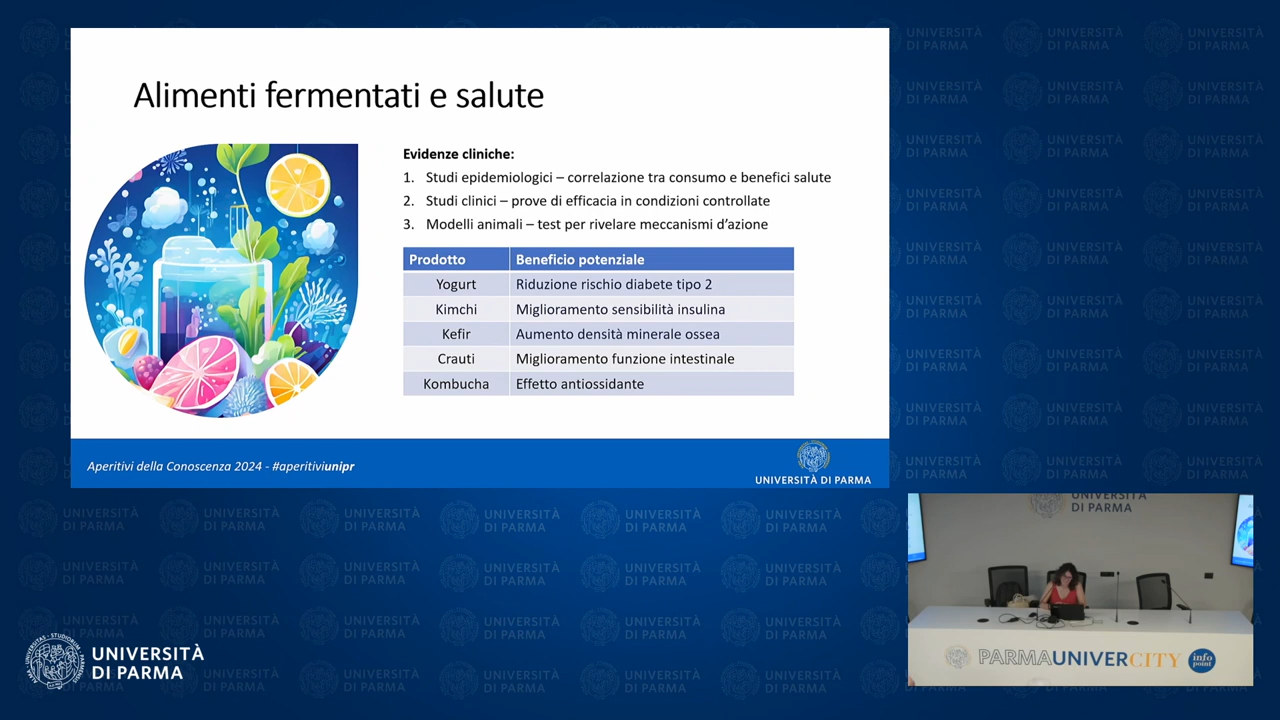 Alimenti fermentati e salute
Evidenze cliniche:
1. Studi epidemiologici – correlazione tra consumo e benefici salute
2. Studi clinici – prove di efficacia in condizioni controllate
3. Modelli animali – test per rivelare meccanismi d’azione
Prodotto Beneficio potenziale
Yogurt Riduzione rischio diabete tipo 2
Kimchi Miglioramento sensibilità insulina
Kefir Aumento densità minerale ossea
Crauti Miglioramento funzione intestinale
Kombucha Effetto antiossidante
Aperitivi della Conoscenza 2024 - #aperitiviunipr
UNIVERSITÀ DI PARMA
UNIVERSITÀ
DI PARMA
PARMAUNIVERCITY info point
UNIVERSITÀ
DI PARMA